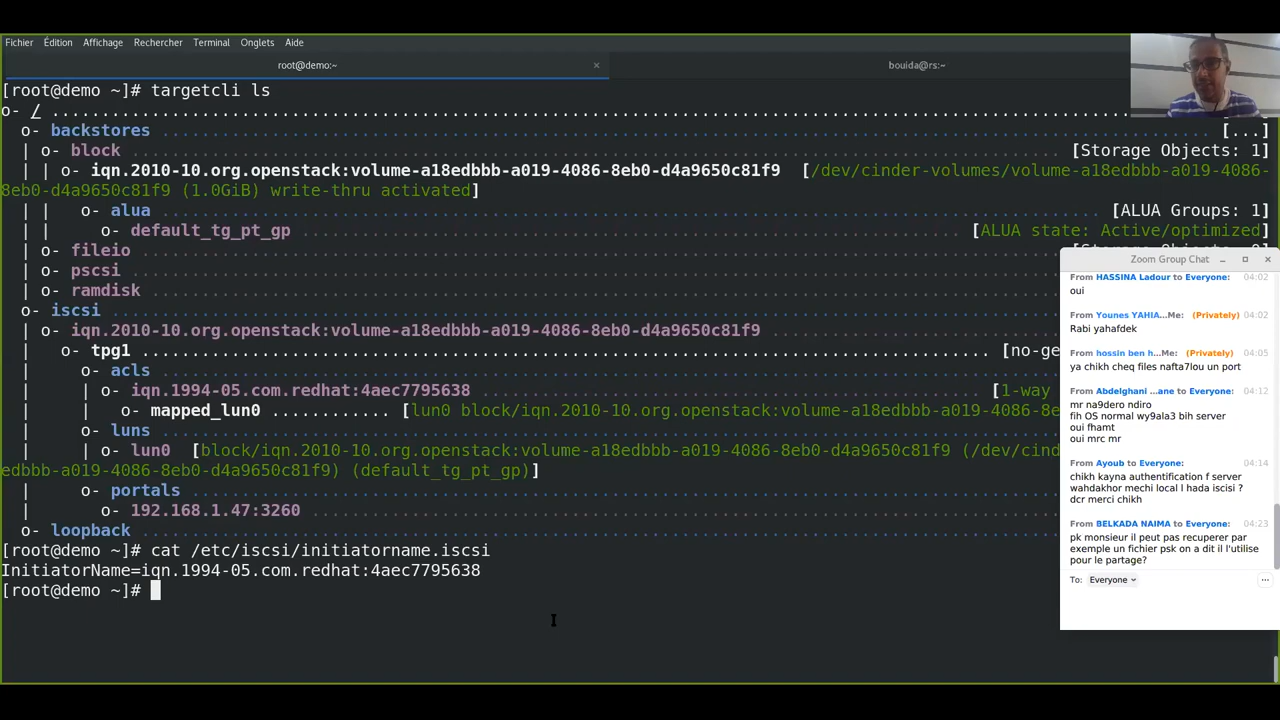 Fichier Édition Affichage Rechercher Terminal Onglets Aide
root@demo:~ × bouida@rs:~
[root@demo ~]# targetcli ls
o- / ...................................................................
o- backstores ................................................................... [...]
| o- block ................................................................... [Storage Objects: 1]
| | o- iqn.2010-10.org.openstack:volume-a18edbbb-a019-4086-8eb0-d4a9650c81f9 [/dev/cinder-volumes/volume-a18edbbb-a019-4086-
8eb0-d4a9650c81f9 (1.0GiB) write-thru activated]
| | o- alua ................................................................... [ALUA Groups: 1]
| | o- default_tg_pt_gp ................................................................... [ALUA state: Active/optimized]
| o- fileio ................................................................... [Storage Objects: 0]
| o- pscsi ...................................................................
| o- ramdisk ...................................................................
o- iscsi ...................................................................
| o- iqn.2010-10.org.openstack:volume-a18edbbb-a019-4086-8eb0-d4a9650c81f9 ..............................
| o- tpg1 ................................................................... [no-ge
| o- acls ...................................................................
| | o- iqn.1994-05.com.redhat:4aec7795638 ............................................ [1-way
| | o- mapped_lun0 ............ [lun0 block/iqn.2010-10.org.openstack:volume-a18edbbb-a019-4086-8e
| o- luns ...................................................................
| | o- lun0 [block/iqn.2010-10.org.openstack:volume-a18edbbb-a019-4086-8eb0-d4a9650c81f9 (/dev/cind
edbbb-a019-4086-8eb0-d4a9650c81f9) (default_tg_pt_gp)]
| o- portals ...................................................................
| o- 192.168.1.47:3260 ...................................................................
o- loopback ...................................................................
[root@demo ~]# cat /etc/iscsi/initiatorname.iscsi
InitiatorName=iqn.1994-05.com.redhat:4aec7795638
[root@demo ~]#
Zoom Group Chat
From HASSINA Ladour to Everyone: 04:02
oui
From Younes YAHIA...Me: (Privately) 04:02
Rabi yahafdek
From hossin ben h...Me: (Privately) 04:05
ya chikh cheq files nafta7lou un port
From Abdelghani ...ane to Everyone: 04:12
mr na9dero ndiro
fih OS normal wy9ala3 bih server
oui fhamt
oui mrc mr
From Ayoub to Everyone: 04:14
chikh kayna authentification f server
wahdakhor mechi local l hada iscisi ?
dcr merci chikh
From BELKADA NAIMA to Everyone: 04:23
pk monsieur il peut pas recuperer par
exemple un fichier psk on a dit il l'utilise
pour le partage?
To: Everyone